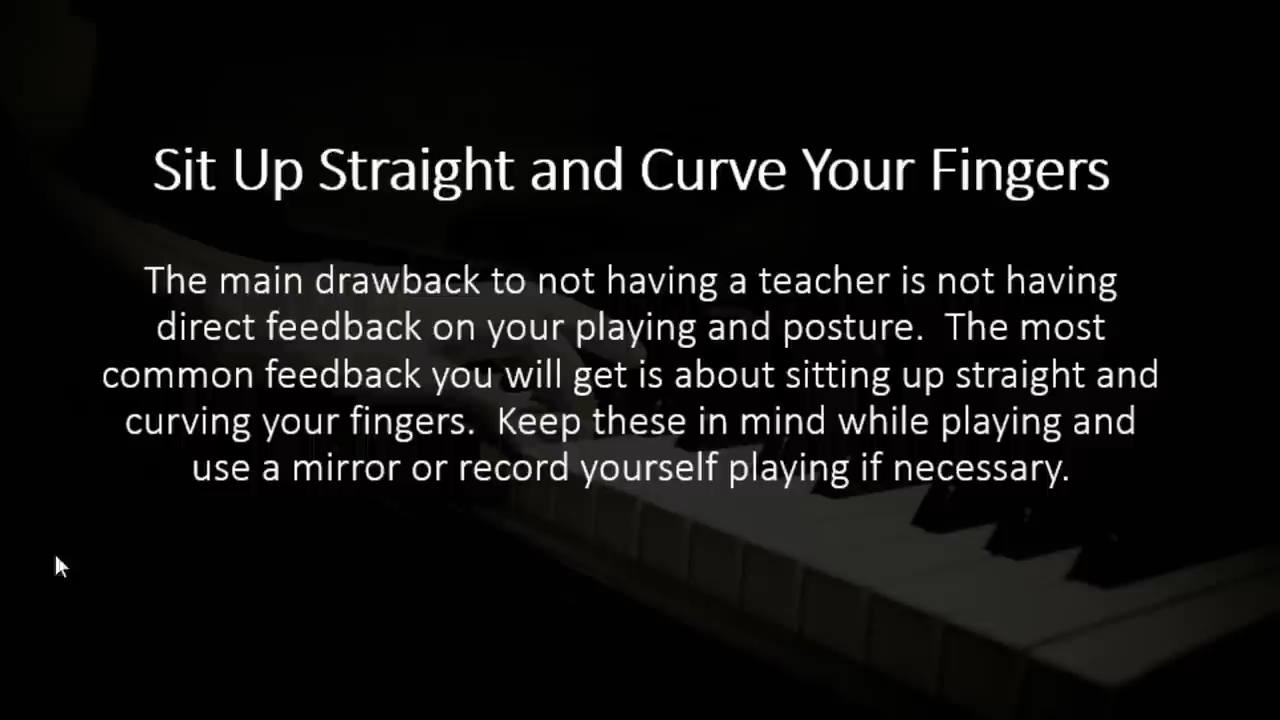 Sit Up Straight and Curve Your Fingers
The main drawback to not having a teacher is not having
direct feedback on your playing and posture.  The most
common feedback you will get is about sitting up straight and
curving your fingers.  Keep these in mind while playing and
use a mirror or record yourself playing if necessary.